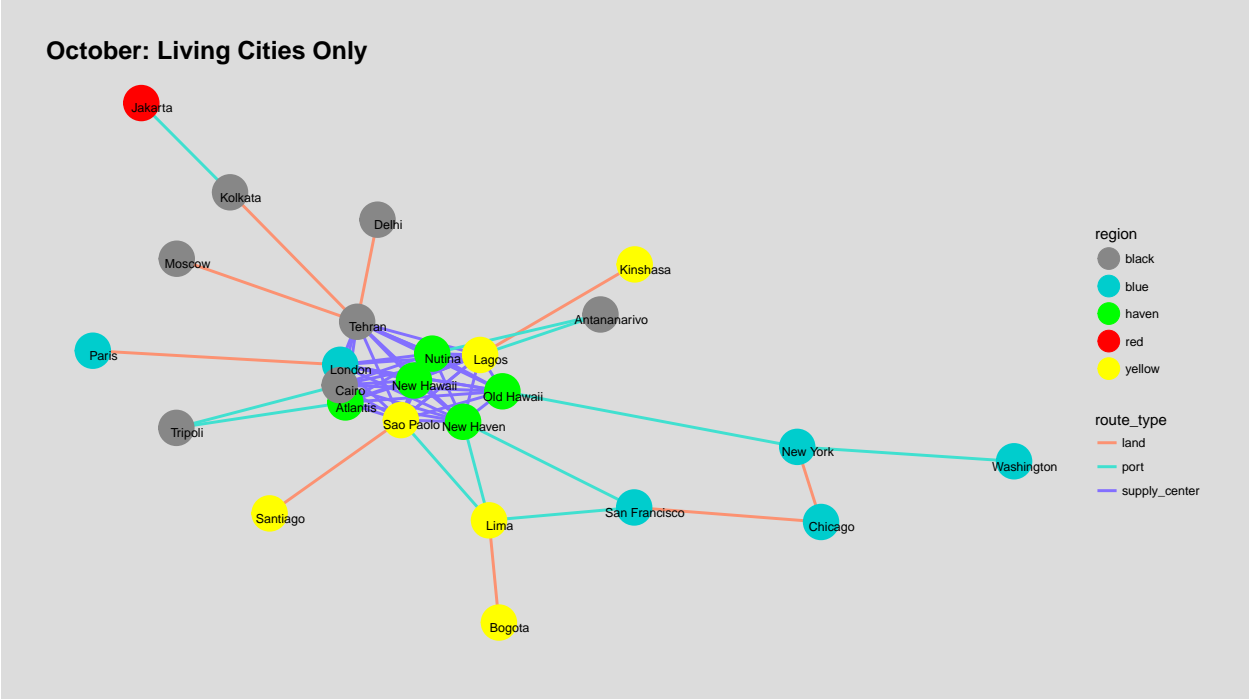 October: Living Cities Only
Jakarta
Kolkata
Delhi
Moscow
Kinshasa
Antananarivo
Tehran
Paris
Nutina
Lagos
London
New Hawaii
Cairo
Old Hawaii
Atlantis
Sao Paolo
New Haven
Tripoli
New York
Washington
San Francisco
Santiago
Lima
Chicago
Bogota
region
black
blue
haven
red
yellow
route_type
land
port
supply_center